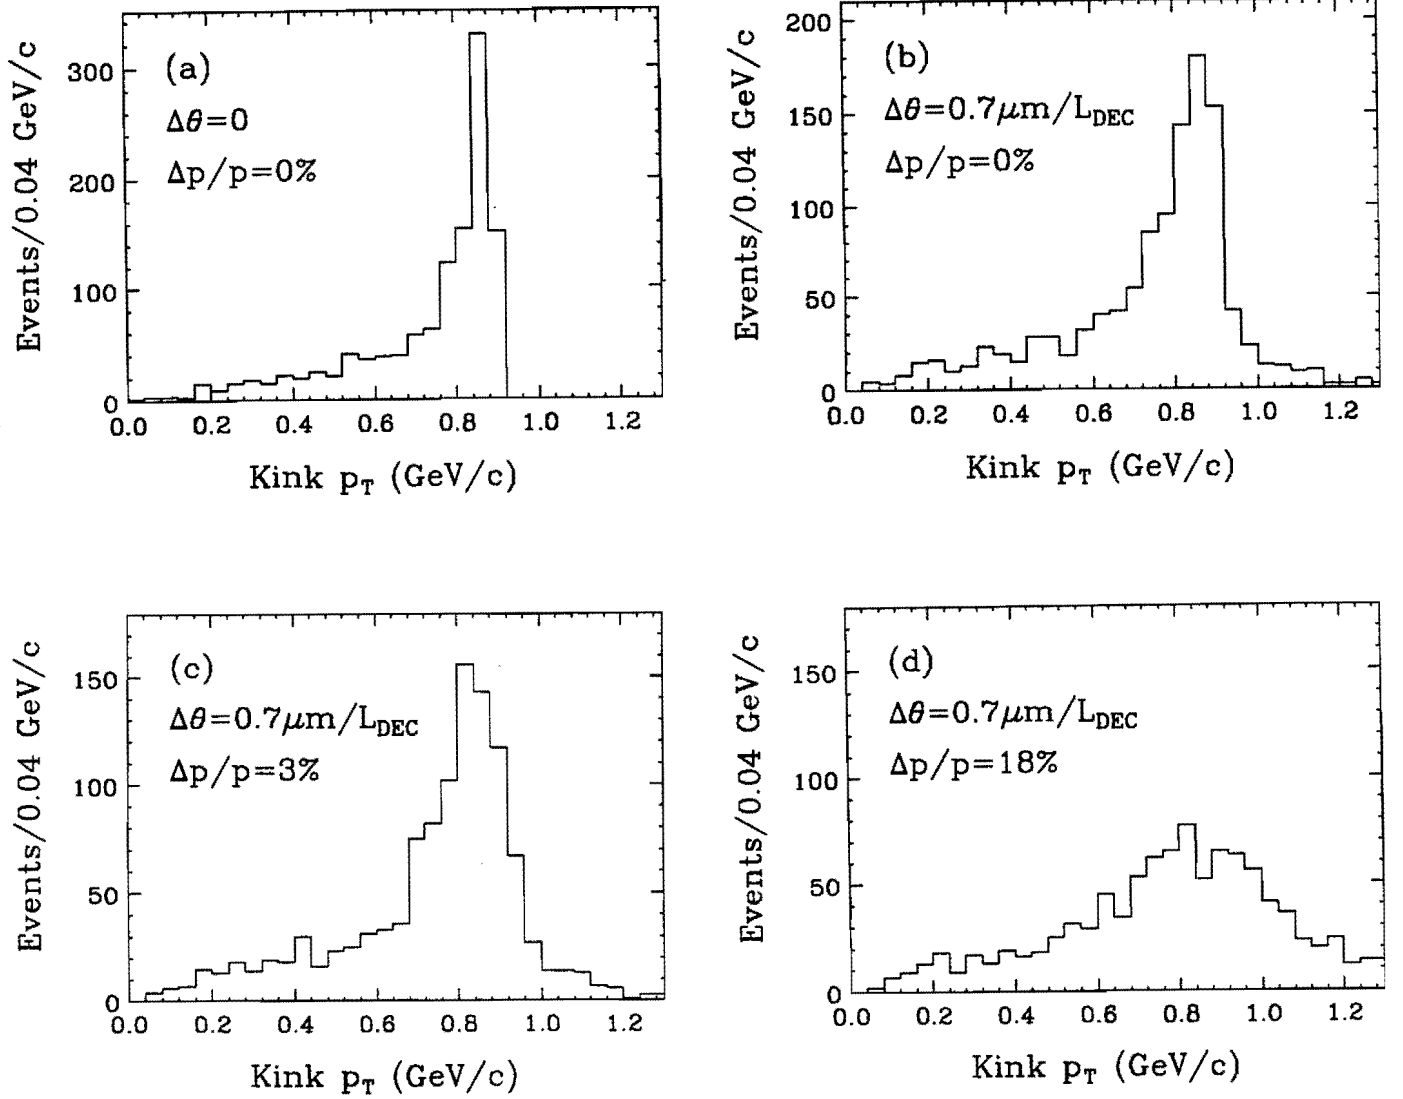 Events/0.04 GeV/c
300
200
100
0
(a)
Δθ=0
Δp/p=0%
0.0 0.2 0.4 0.6 0.8 1.0 1.2
Kink p_T (GeV/c)
Events/0.04 GeV/c
200
150
100
50
0
(b)
Δθ=0.7μm/L_DEC
Δp/p=0%
0.0 0.2 0.4 0.6 0.8 1.0 1.2
Kink p_T (GeV/c)
Events/0.04 GeV/c
150
100
50
0
(c)
Δθ=0.7μm/L_DEC
Δp/p=3%
0.0 0.2 0.4 0.6 0.8 1.0 1.2
Kink p_T (GeV/c)
Events/0.04 GeV/c
150
100
50
0
(d)
Δθ=0.7μm/L_DEC
Δp/p=18%
0.0 0.2 0.4 0.6 0.8 1.0 1.2
Kink p_T (GeV/c)